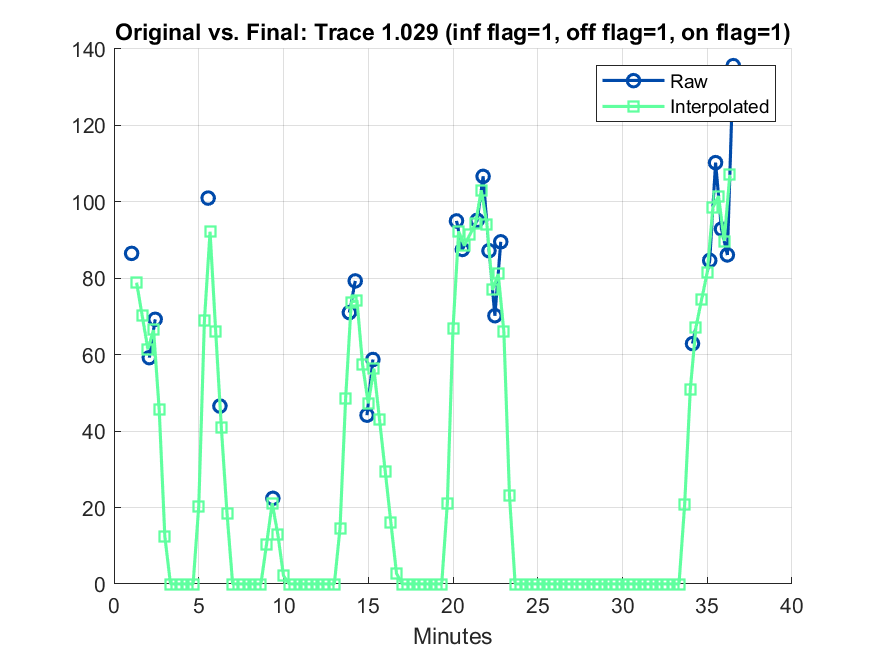 Original vs. Final: Trace 1.029 (inf flag=1, off flag=1, on flag=1)
140
120
100
80
60
40
20
0
Raw
Interpolated
0 5 10 15 20 25 30 35 40
Minutes